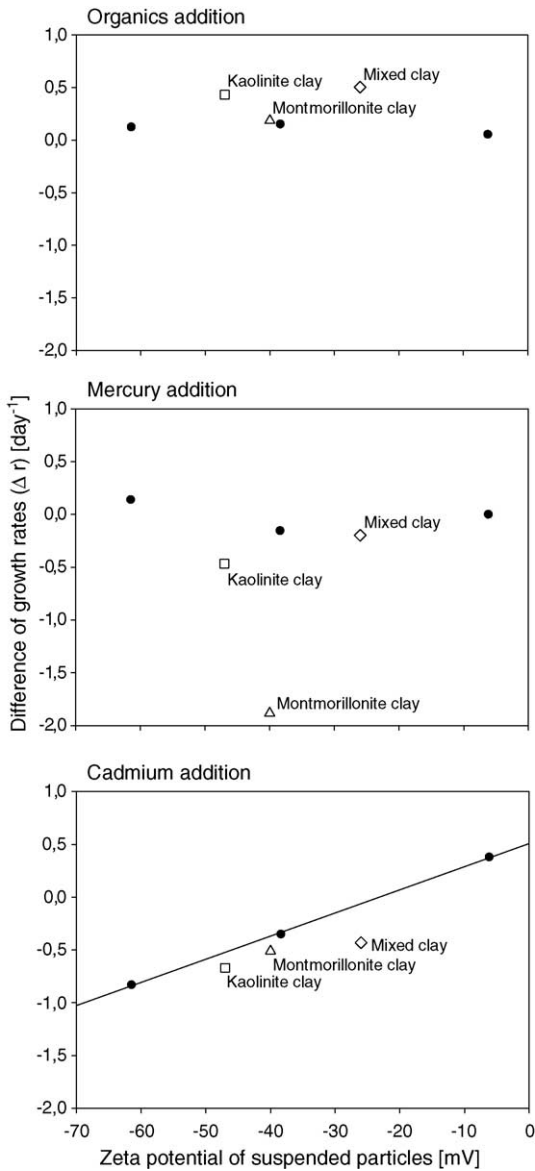 Organics addition
1,0
0,5
0,0
-0,5
-1,0
-1,5
-2,0
Kaolinite clay
Mixed clay
Montmorillonite clay
Mercury addition
1,0
0,5
0,0
-0,5
-1,0
-1,5
-2,0
Mixed clay
Kaolinite clay
Montmorillonite clay
Difference of growth rates (Δ r) [day⁻¹)
Cadmium addition
1,0
0,5
0,0
-0,5
-1,0
-1,5
-2,0
Mixed clay
Montmorillonite clay
Kaolinite clay
-70 -60 -50 -40 -30 -20 -10 0
Zeta potential of suspended particles [mV]